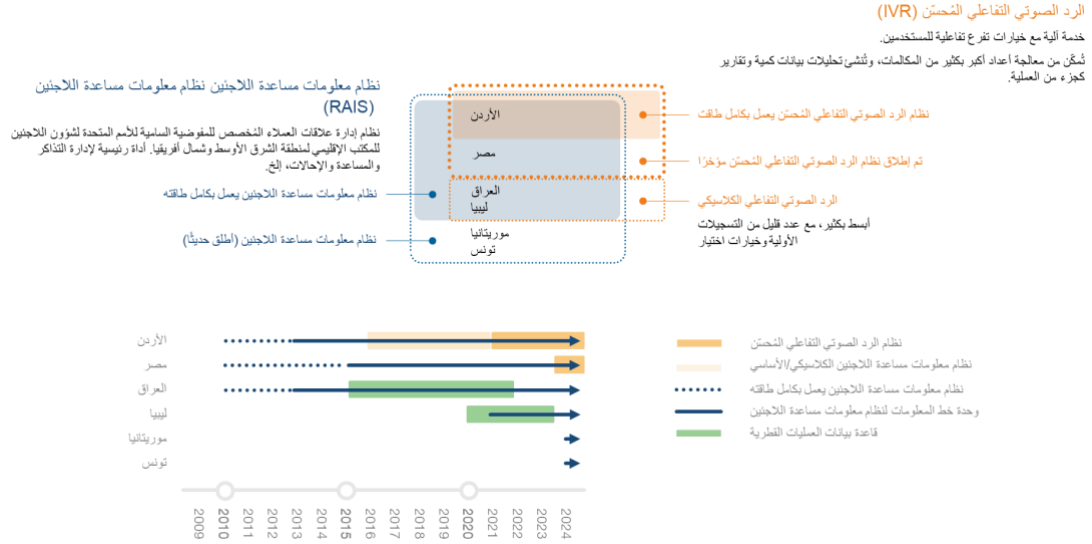 الرد الصوتي التفاعلي المُحسّن (IVR)
خدمة آلية مع خيارات تفرع تفاعلية للمستخدمين.
تُمكّن من معالجة أعداد أكبر بكثير من المكالمات، وتُنشئ تحليلات بيانات كمية وتقارير
كجزء من العملية.
نظام الرد الصوتي التفاعلي المُحسّن يعمل بكامل طاقت
تم إطلاق نظام الرد الصوتي التفاعلي المُحسّن مؤخرًا
الرد الصوتي التفاعلي الكلاسيكي
أبسط بكثير، مع عدد قليل من التسجيلات
الأولية وخيارات اختيار
الأردن
مصر
العراق
ليبيا
موريتانيا
تونس
نظام معلومات مساعدة اللاجئين نظام معلومات مساعدة اللاجئين
(RAIS)
نظام إدارة علاقات العملاء المُخصص للمفوضية السامية للأمم المتحدة لشؤون اللاجئين
للمكتب الإقليمي لمنطقة الشرق الأوسط وشمال أفريقيا. أداة رئيسية لإدارة التذاكر
والمساعدة والإحالات، إلخ.
نظام معلومات مساعدة اللاجئين يعمل بكامل طاقته
نظام معلومات مساعدة اللاجئين (أطلق حديثًا)
نظام الرد الصوتي التفاعلي المُحسّن
نظام معلومات مساعدة اللاجئين الكلاسيكي/الأساسي
نظام معلومات مساعدة اللاجئين يعمل بكامل طاقته
وحدة خط المعلومات لنظام معلومات مساعدة اللاجئين
قاعدة بيانات العمليات القطرية
الأردن
مصر
العراق
ليبيا
موريتانيا
تونس
2009
2010
2011
2012
2013
2014
2015
2016
2017
2018
2019
2020
2021
2022
2023
2024